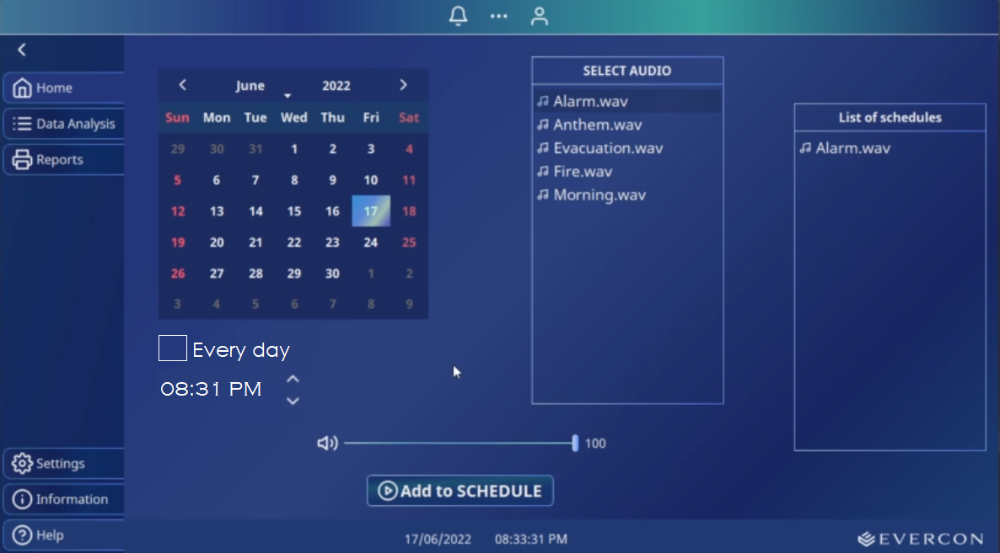 Home
Data Analysis
Reports
June 2022
Sun Mon Tue Wed Thu Fri Sat
29 30 31 1 2 3 4
5 6 7 8 9 10 11
12 13 14 15 16 17 18
19 20 21 22 23 24 25
26 27 28 29 30 1 2
3 4 5 6 7 8 9
Every day
08:31 PM
SELECT AUDIO
Alarm.wav
Anthem.wav
Evacuation.wav
Fire.wav
Morning.wav
List of schedules
Alarm.wav
100
Add to SCHEDULE
Settings
Information
Help
17/06/2022 08:33:31 PM
EVERCON